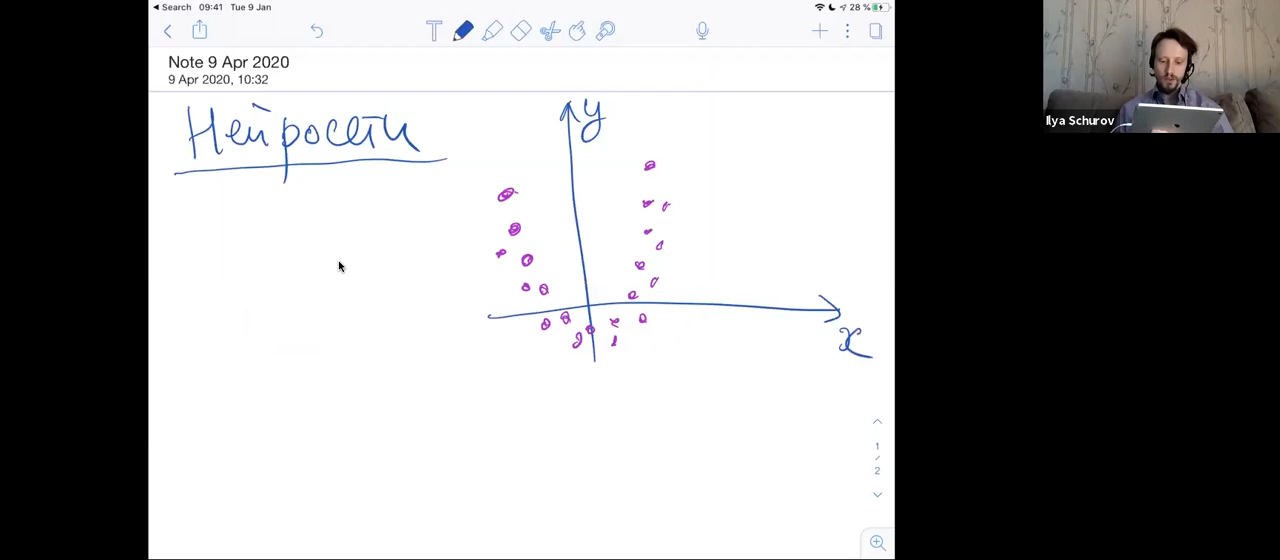 Search 09:41 Tue 9 Jan 28 %
T
Note 9 Apr 2020
9 Apr 2020, 10:32
Нейросети
y
x
1
/
2
Ilya Schurov